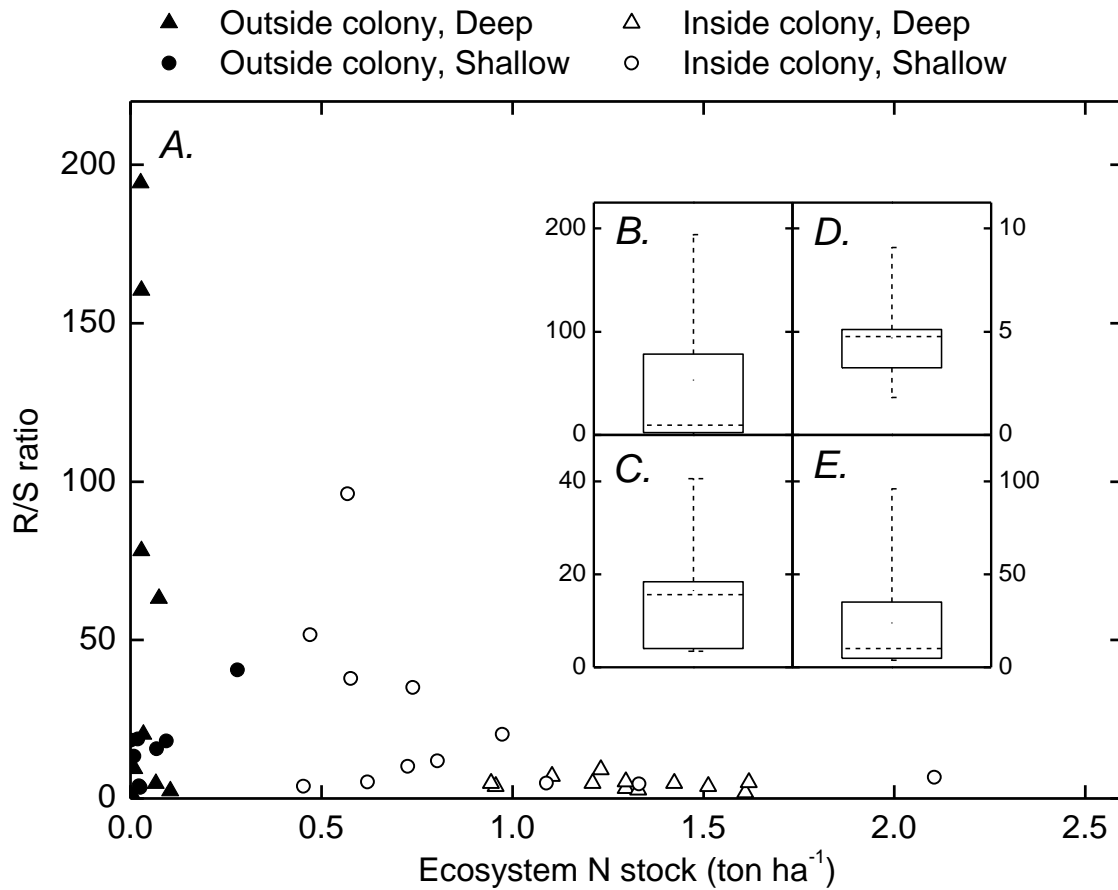 Outside colony, Deep
Inside colony, Deep
Outside colony, Shallow
Inside colony, Shallow
A.
200
150
100
50
0
R/S ratio
B.
200
100
0
D.
10
5
0
C.
40
20
0
E.
100
50
0
0.0 0.5 1.0 1.5 2.0 2.5
Ecosystem N stock (ton ha⁻¹)